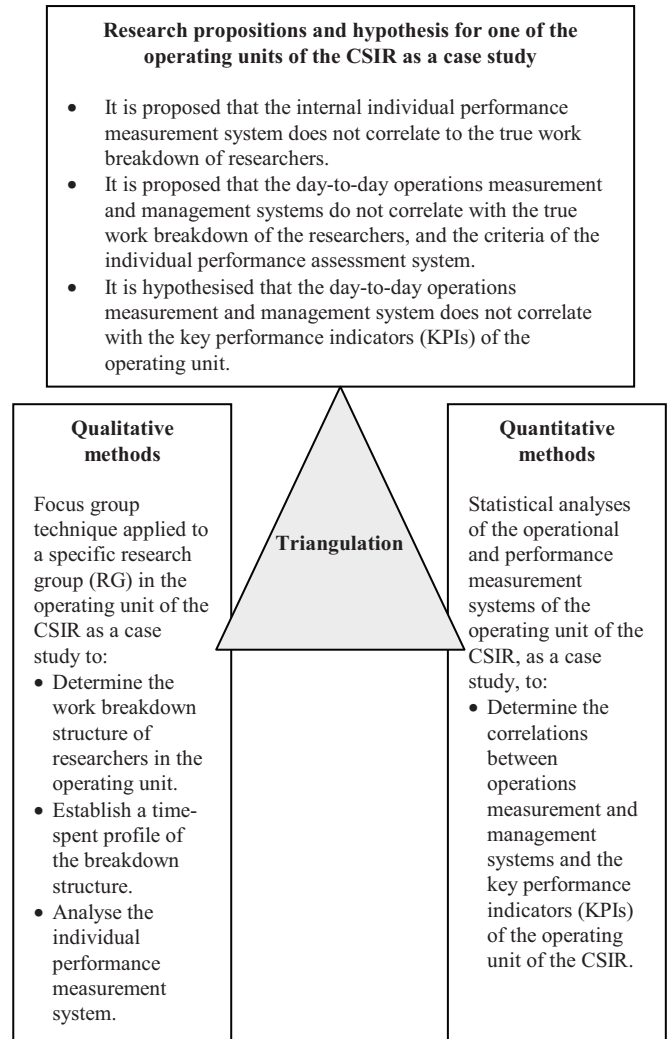 Research propositions and hypothesis for one of the
operating units of the CSIR as a case study
• It is proposed that the internal individual performance
measurement system does not correlate to the true work
breakdown of researchers.
• It is proposed that the day-to-day operations measurement
and management systems do not correlate with the true
work breakdown of the researchers, and the criteria of the
individual performance assessment system.
• It is hypothesised that the day-to-day operations
measurement and management system does not correlate
with the key performance indicators (KPIs) of the
operating unit.
Qualitative
methods
Focus group
technique applied to
a specific research
group (RG) in the
operating unit of the
CSIR as a case
study to:
• Determine the
work breakdown
structure of
researchers in the
operating unit.
• Establish a time-
spent profile of
the breakdown
structure.
• Analyse the
individual
performance
measurement
system.
Triangulation
Quantitative
methods
Statistical analyses
of the operational
and performance
measurement
systems of the
operating unit of the
CSIR, as a case
study, to:
• Determine the
correlations
between
operations
measurement and
management
systems and the
key performance
indicators (KPIs)
of the operating
unit of the CSIR.